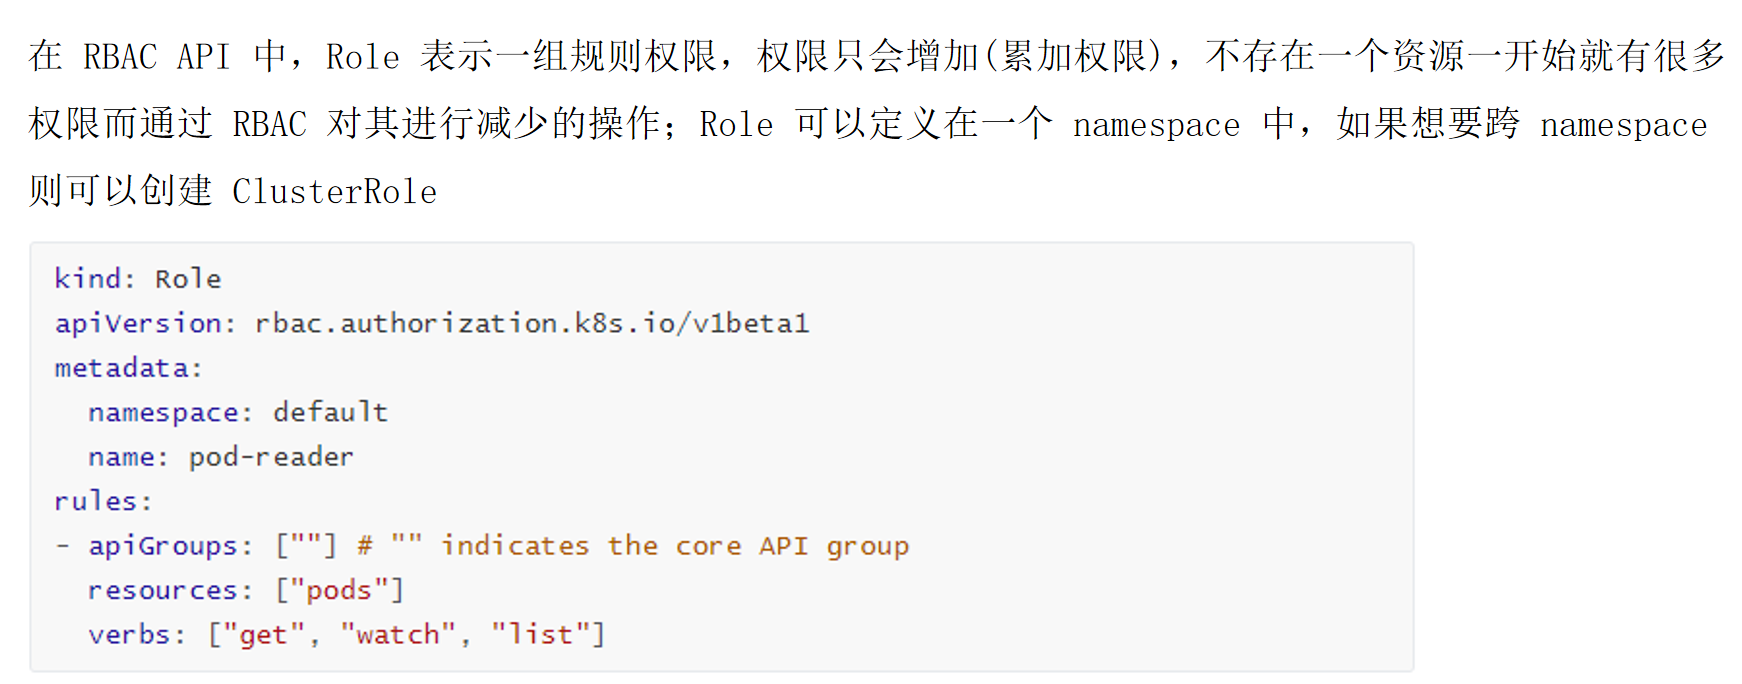 在 RBAC API 中，Role 表示一组规则权限，权限只会增加(累加权限)，不存在一个资源一开始就有很多
权限而通过 RBAC 对其进行减少的操作；Role 可以定义在一个 namespace 中，如果想要跨 namespace
则可以创建 ClusterRole
kind: Role
apiVersion: rbac.authorization.k8s.io/v1beta1
metadata:
  namespace: default
  name: pod-reader
rules:
- apiGroups: [""] # "" indicates the core API group
  resources: ["pods"]
  verbs: ["get", "watch", "list"]